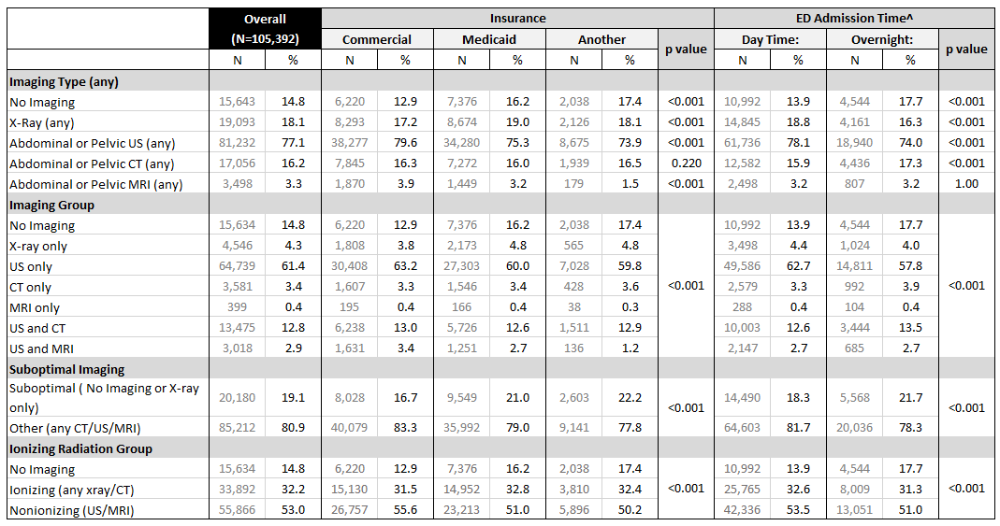 Overall Insurance ED Admission Time^
(N=105,392) Commercial Medicaid Another p value Day Time: Overnight: p value
N % N % N % N % N % N %
Imaging Type (any)
No Imaging 15,643 14.8 6,220 12.9 7,376 16.2 2,038 17.4 <0.001 10,992 13.9 4,544 17.7 <0.001
X-Ray (any) 19,093 18.1 8,293 17.2 8,674 19.0 2,126 18.1 <0.001 14,845 18.8 4,161 16.3 <0.001
Abdominal or Pelvic US (any) 81,232 77.1 38,277 79.6 34,280 75.3 8,675 73.9 <0.001 61,736 78.1 18,940 74.0 <0.001
Abdominal or Pelvic CT (any) 17,056 16.2 7,845 16.3 7,272 16.0 1,939 16.5 0.220 12,582 15.9 4,436 17.3 <0.001
Abdominal or Pelvic MRI (any) 3,498 3.3 1,870 3.9 1,449 3.2 179 1.5 <0.001 2,498 3.2 807 3.2 1.00
Imaging Group
No Imaging 15,634 14.8 6,220 12.9 7,376 16.2 2,038 17.4 10,992 13.9 4,544 17.7
X-ray only 4,546 4.3 1,808 3.8 2,173 4.8 565 4.8 3,498 4.4 1,024 4.0
US only 64,739 61.4 30,408 63.2 27,303 60.0 7,028 59.8 49,586 62.7 14,811 57.8
CT only 3,581 3.4 1,607 3.3 1,546 3.4 428 3.6 <0.001 2,579 3.3 992 3.9 <0.001
MRI only 399 0.4 195 0.4 166 0.4 38 0.3 288 0.4 104 0.4
US and CT 13,475 12.8 6,238 13.0 5,726 12.6 1,511 12.9 10,003 12.6 3,444 13.5
US and MRI 3,018 2.9 1,631 3.4 1,251 2.7 136 1.2 2,147 2.7 685 2.7
Suboptimal Imaging
Suboptimal ( No Imaging or X-ray
only) 20,180 19.1 8,028 16.7 9,549 21.0 2,603 22.2 <0.001 14,490 18.3 5,568 21.7 <0.001
Other (any CT/US/MRI) 85,212 80.9 40,079 83.3 35,992 79.0 9,141 77.8 64,603 81.7 20,036 78.3
Ionizing Radiation Group
No Imaging 15,634 14.8 6,220 12.9 7,376 16.2 2,038 17.4 10,992 13.9 4,544 17.7
Ionizing (any xray/CT) 33,892 32.2 15,130 31.5 14,952 32.8 3,810 32.4 <0.001 25,765 32.6 8,009 31.3 <0.001
Nonionizing (US/MRI) 55,866 53.0 26,757 55.6 23,213 51.0 5,896 50.2 42,336 53.5 13,051 51.0